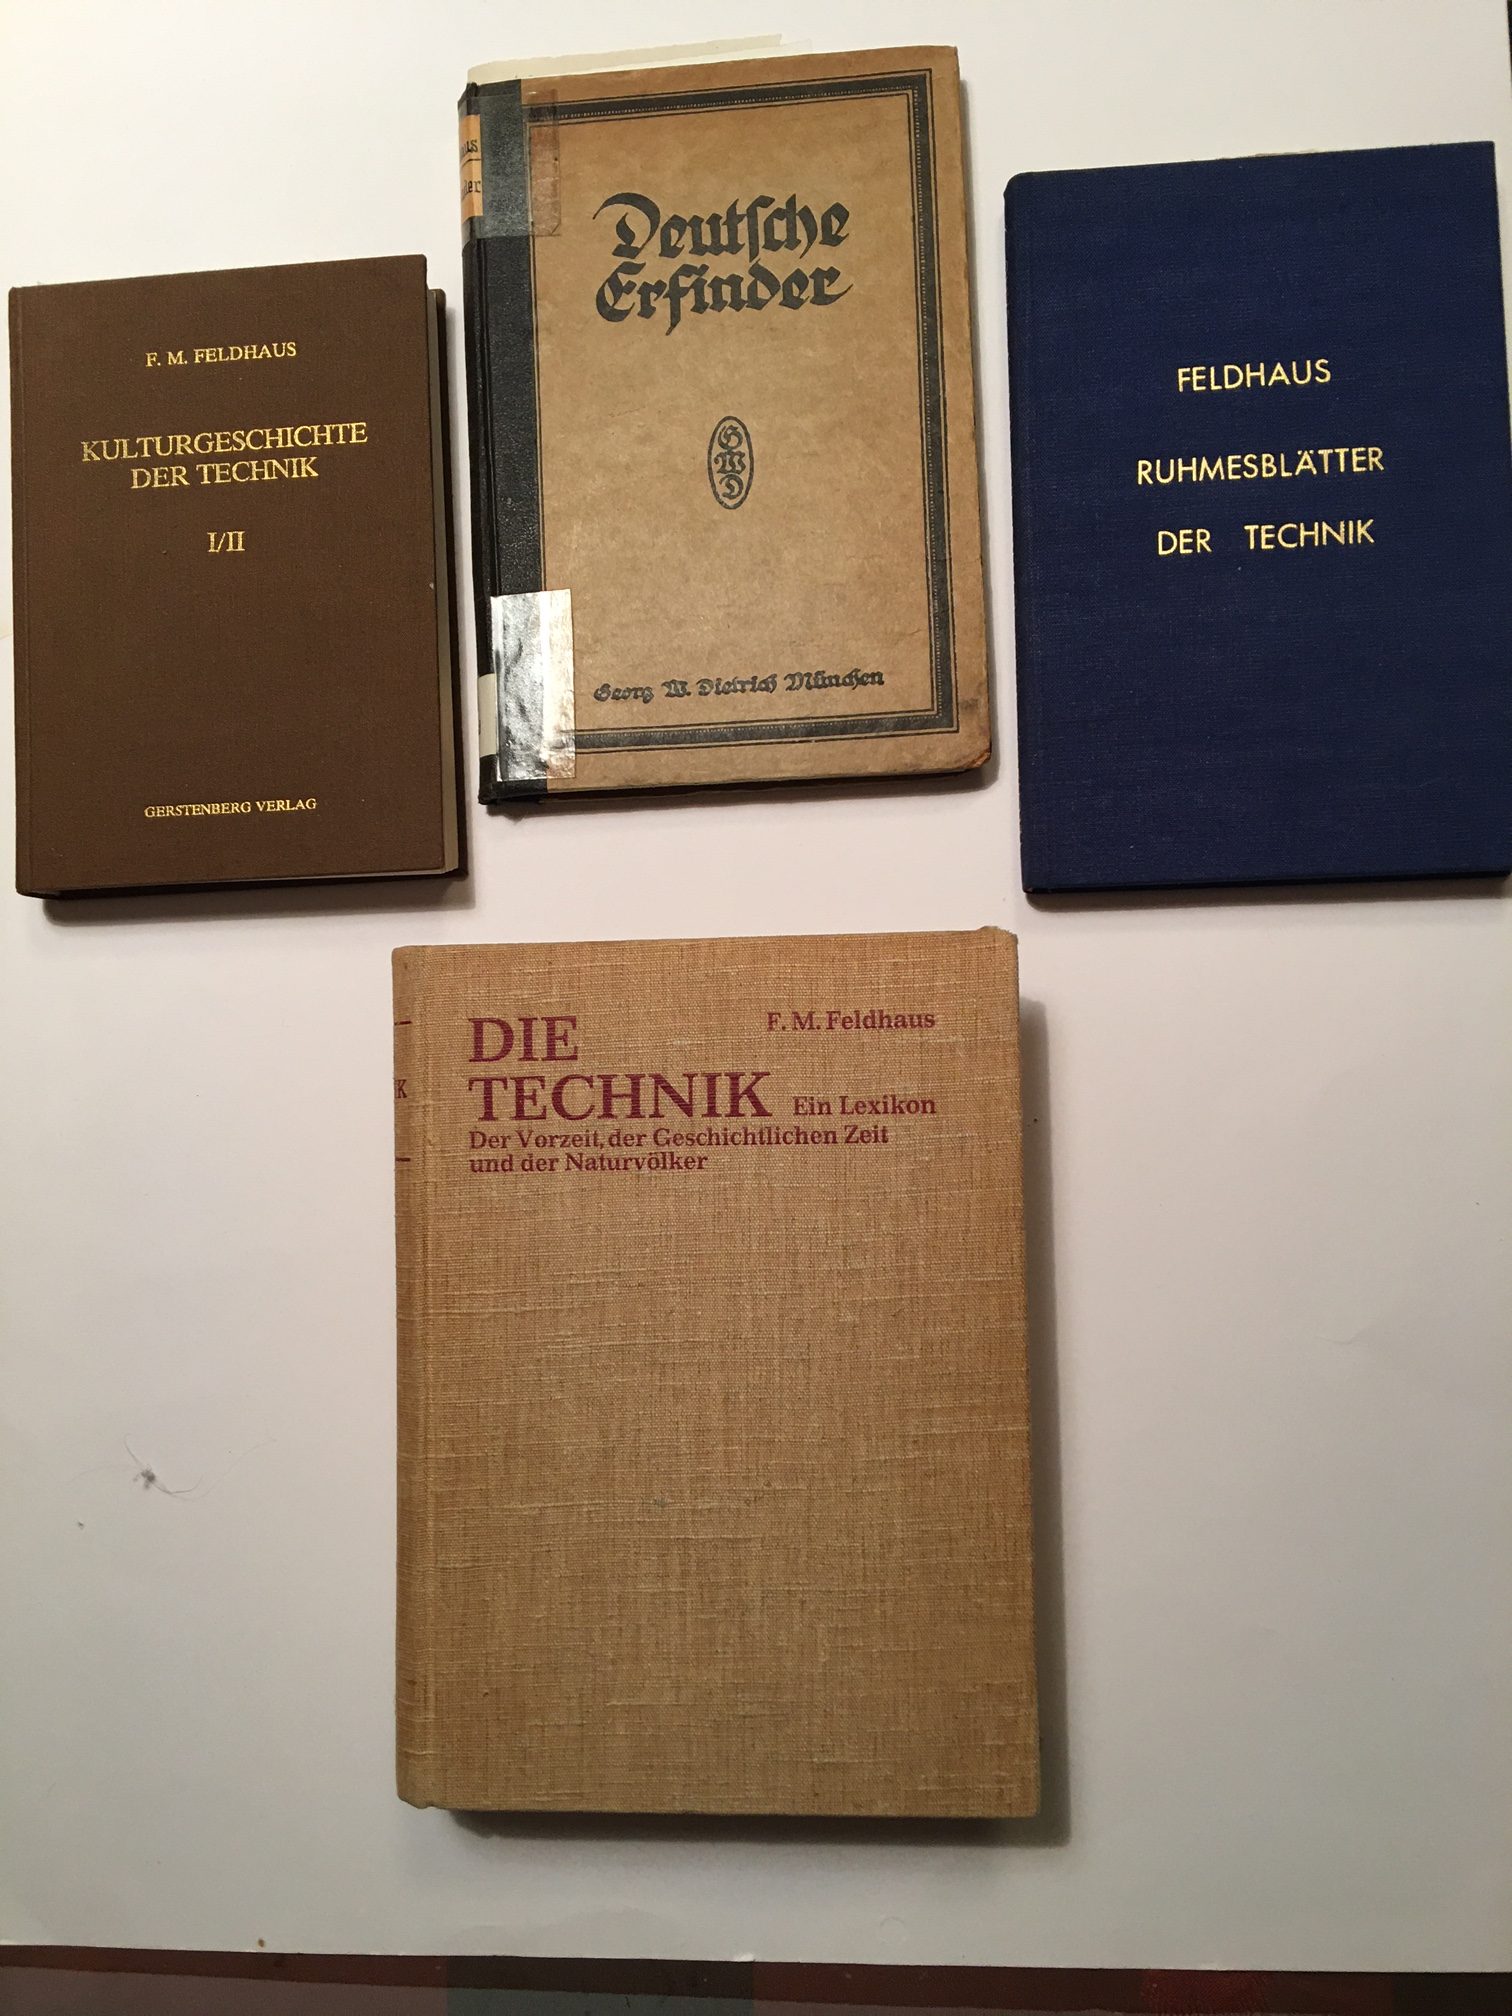 F. M. FELDHAUS
KULTURGESCHICHTE
DER TECHNIK
I/II
GERSTENBERG VERLAG
Deutſche
Erfinder
GWD
Georg W. Dietrich München
FELDHAUS
RUHMESBLÄTTER
DER TECHNIK
DIE
TECHNIK
F. M. Feldhaus
Ein Lexikon
Der Vorzeit, der Geschichtlichen Zeit
und der Naturvölker